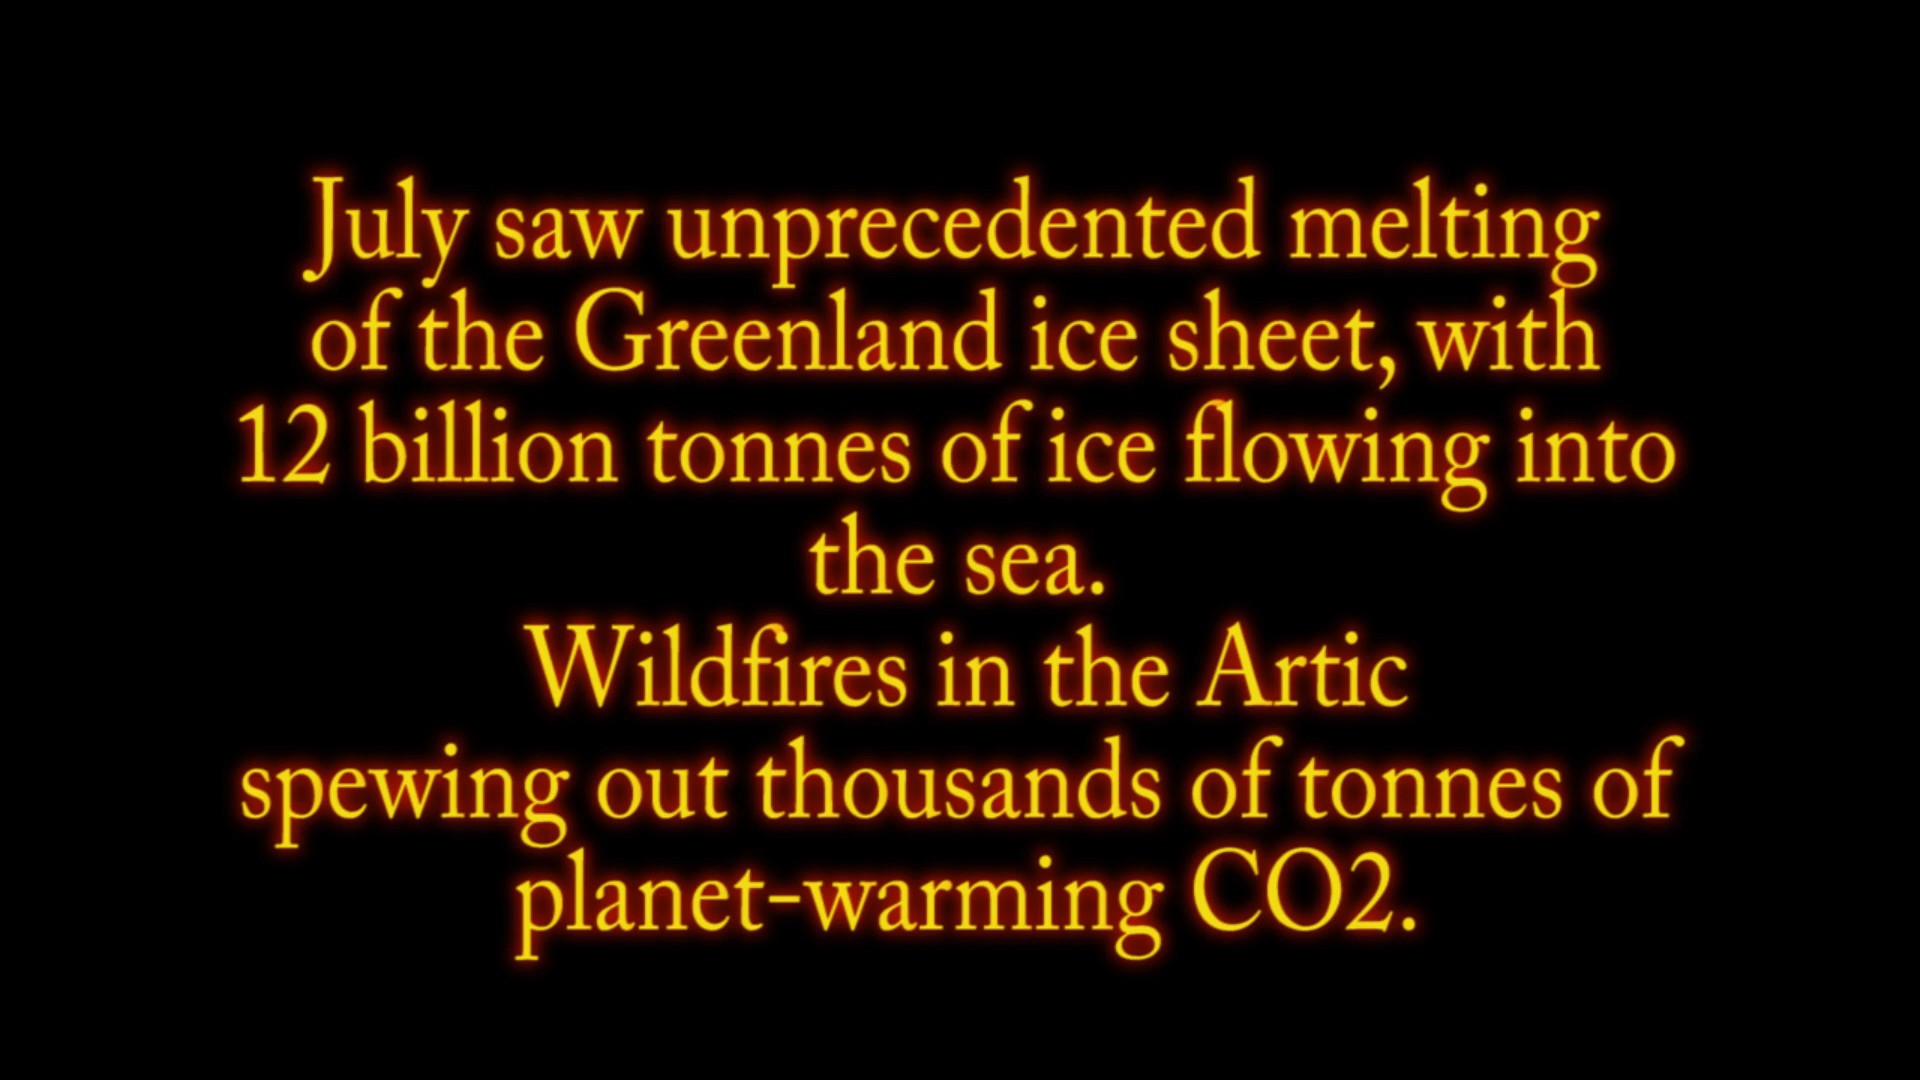 July saw unprecedented melting
of the Greenland ice sheet, with
12 billion tonnes of ice flowing into
the sea.
Wildfires in the Artic
spewing out thousands of tonnes of
planet-warming CO2.